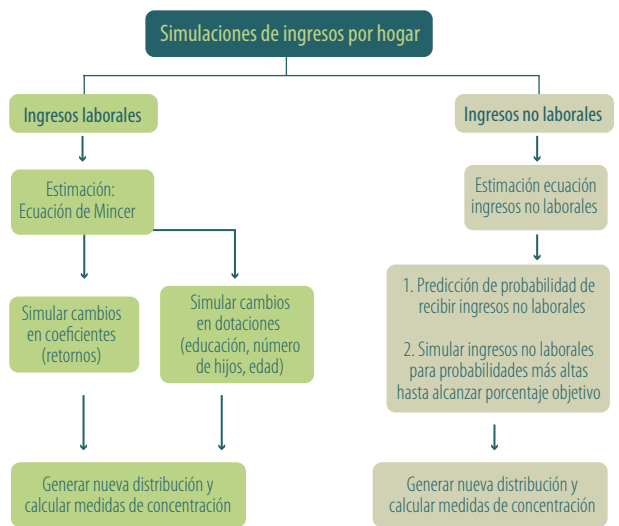 Simulaciones de ingresos por hogar
Ingresos laborales
Estimación:
Ecuación de Mincer
Simular cambios
en coeficientes
(retornos)
Simular cambios
en dotaciones
(educación, número
de hijos, edad)
Generar nueva distribución y
calcular medidas de concentración
Ingresos no laborales
Estimación ecuación
ingresos no laborales
1. Predicción de probabilidad de
recibir ingresos no laborales
2. Simular ingresos no laborales
para probabilidades más altas
hasta alcanzar porcentaje objetivo
Generar nueva distribución y
calcular medidas de concentración